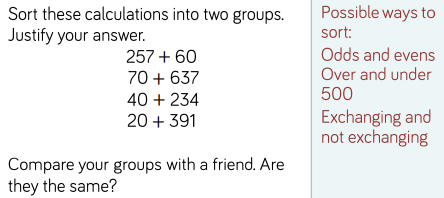 Sort these calculations into two groups.
Justify your answer.
257 + 60
70 + 637
40 + 234
20 + 391
Compare your groups with a friend. Are
they the same?
Possible ways to
sort:
Odds and evens
Over and under
500
Exchanging and
not exchanging